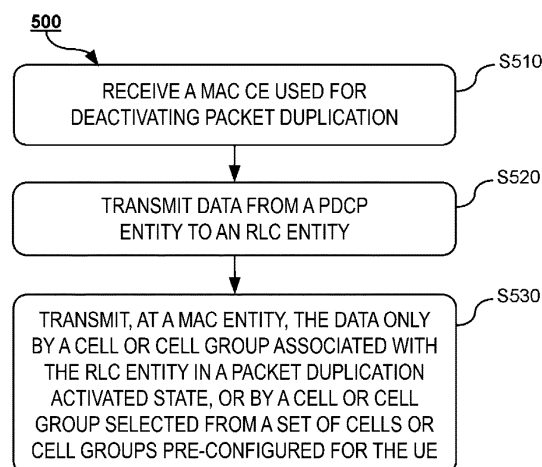 500
RECEIVE A MAC CE USED FOR
DEACTIVATING PACKET DUPLICATION
S510
TRANSMIT DATA FROM A PDCP
ENTITY TO AN RLC ENTITY
S520
TRANSMIT, AT A MAC ENTITY, THE DATA ONLY
BY A CELL OR CELL GROUP ASSOCIATED WITH
THE RLC ENTITY IN A PACKET DUPLICATION
ACTIVATED STATE, OR BY A CELL OR CELL
GROUP SELECTED FROM A SET OF CELLS OR
CELL GROUPS PRE-CONFIGURED FOR THE UE
S530